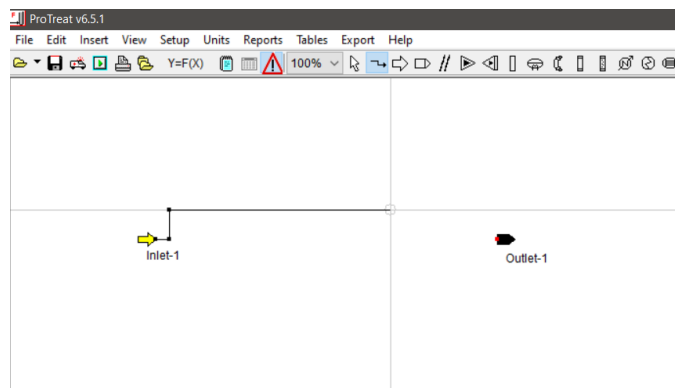 ProTreat v6.5.1
File Edit Insert View Setup Units Reports Tables Export Help
Y=F(X) 100%
Inlet-1
Outlet-1